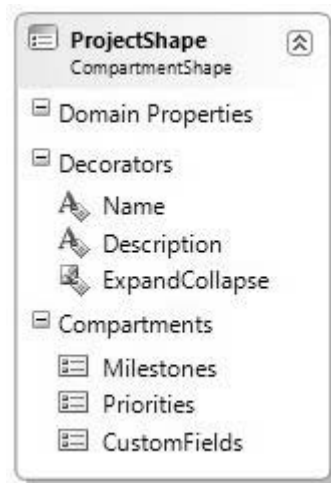 ProjectShape
CompartmentShape
Domain Properties
Decorators
Name
Description
ExpandCollapse
Compartments
Milestones
Priorities
CustomFields